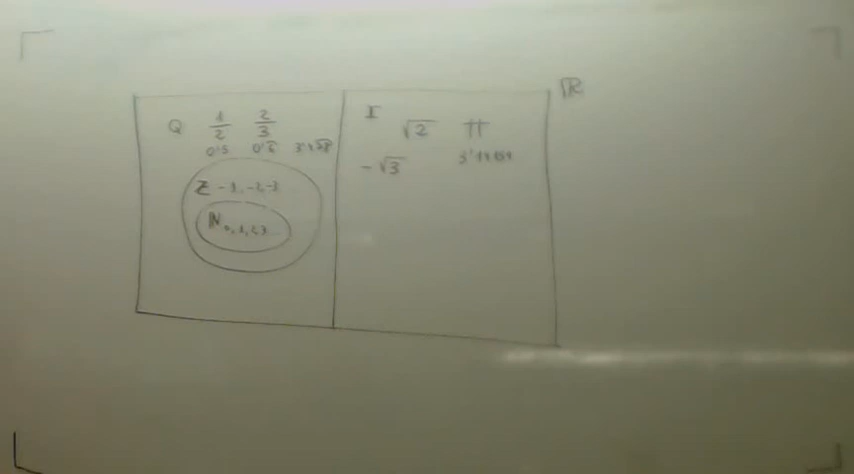 R
Q 1/2 2/3
0'5 0'6
Z -1, -2, -3
N 0, 1, 2, 3
I √2 π
-√3